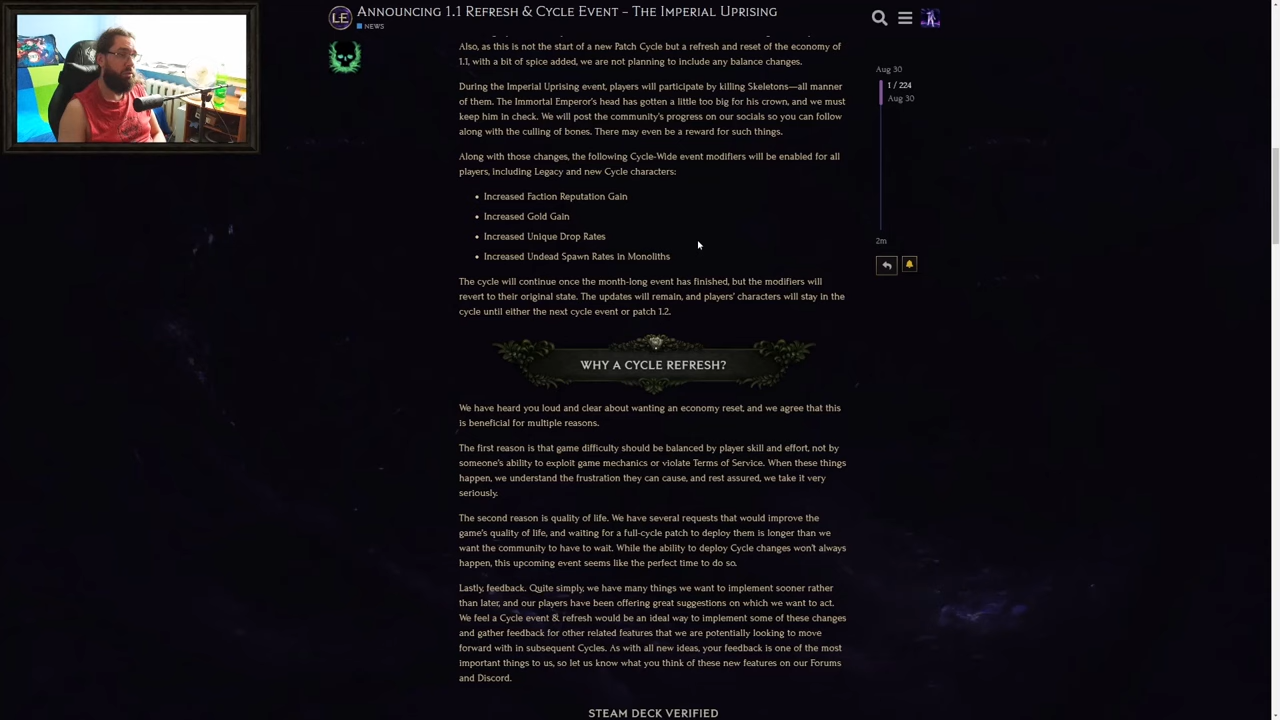 LE
ANNOUNCING 1.1 REFRESH & CYCLE EVENT – THE IMPERIAL UPRISING
NEWS
Also, as this is not the start of a new Patch Cycle but a refresh and reset of the economy of
1.1, with a bit of spice added, we are not planning to include any balance changes.
During the Imperial Uprising event, players will participate by killing Skeletons—all manner
of them. The Immortal Emperor's head has gotten a little too big for his crown, and we must
keep him in check. We will post the community's progress on our socials so you can follow
along with the culling of bones. There may even be a reward for such things.
Along with those changes, the following Cycle-Wide event modifiers will be enabled for all
players, including Legacy and new Cycle characters:
• Increased Faction Reputation Gain
• Increased Gold Gain
• Increased Unique Drop Rates
• Increased Undead Spawn Rates in Monoliths
The cycle will continue once the month-long event has finished, but the modifiers will
revert to their original state. The updates will remain, and players' characters will stay in the
cycle until either the next cycle event or patch 1.2.
WHY A CYCLE REFRESH?
We have heard you loud and clear about wanting an economy reset, and we agree that this
is beneficial for multiple reasons.
The first reason is that game difficulty should be balanced by player skill and effort, not by
someone's ability to exploit game mechanics or violate Terms of Service. When these things
happen, we understand the frustration they can cause, and rest assured, we take it very
seriously.
The second reason is quality of life. We have several requests that would improve the
game's quality of life, and waiting for a full-cycle patch to deploy them is longer than we
want the community to have to wait. While the ability to deploy Cycle changes won't always
happen, this upcoming event seems like the perfect time to do so.
Lastly, feedback. Quite simply, we have many things we want to implement sooner rather
than later, and our players have been offering great suggestions on which we want to act.
We feel a Cycle event & refresh would be an ideal way to implement some of these changes
and gather feedback for other related features that we are potentially looking to move
forward with in subsequent Cycles. As with all new ideas, your feedback is one of the most
important things to us, so let us know what you think of these new features on our Forums
and Discord.
STEAM DECK VERIFIED
Aug 30
1 / 224
Aug 30
2m